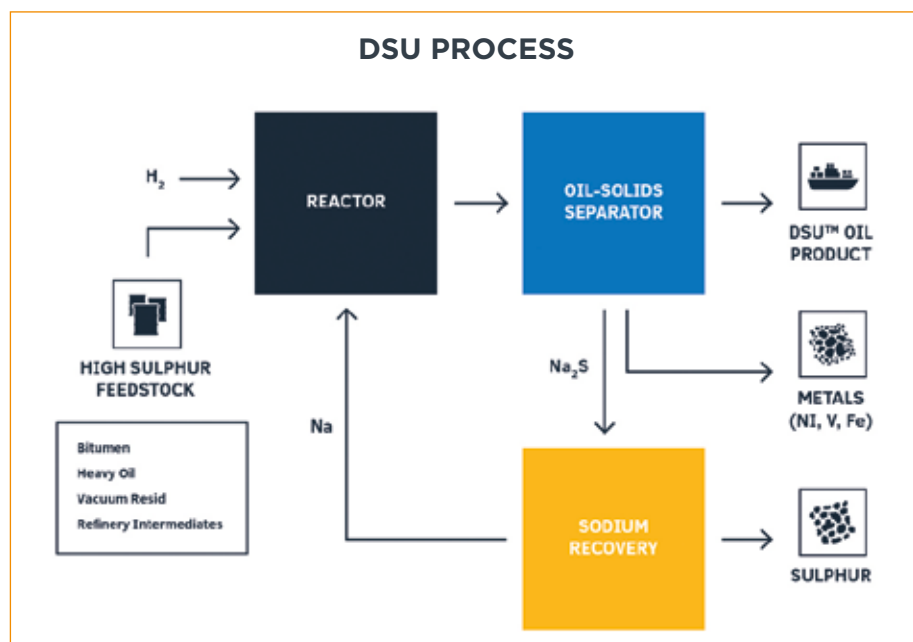 DSU PROCESS
H₂
REACTOR
OIL-SOLIDS
SEPARATOR
DSU™ OIL
PRODUCT
HIGH SULPHUR
FEEDSTOCK
Bitumen
Heavy Oil
Vacuum Resid
Refinery Intermediates
Na
Na₂S
METALS
(NI, V, Fe)
SODIUM
RECOVERY
SULPHUR